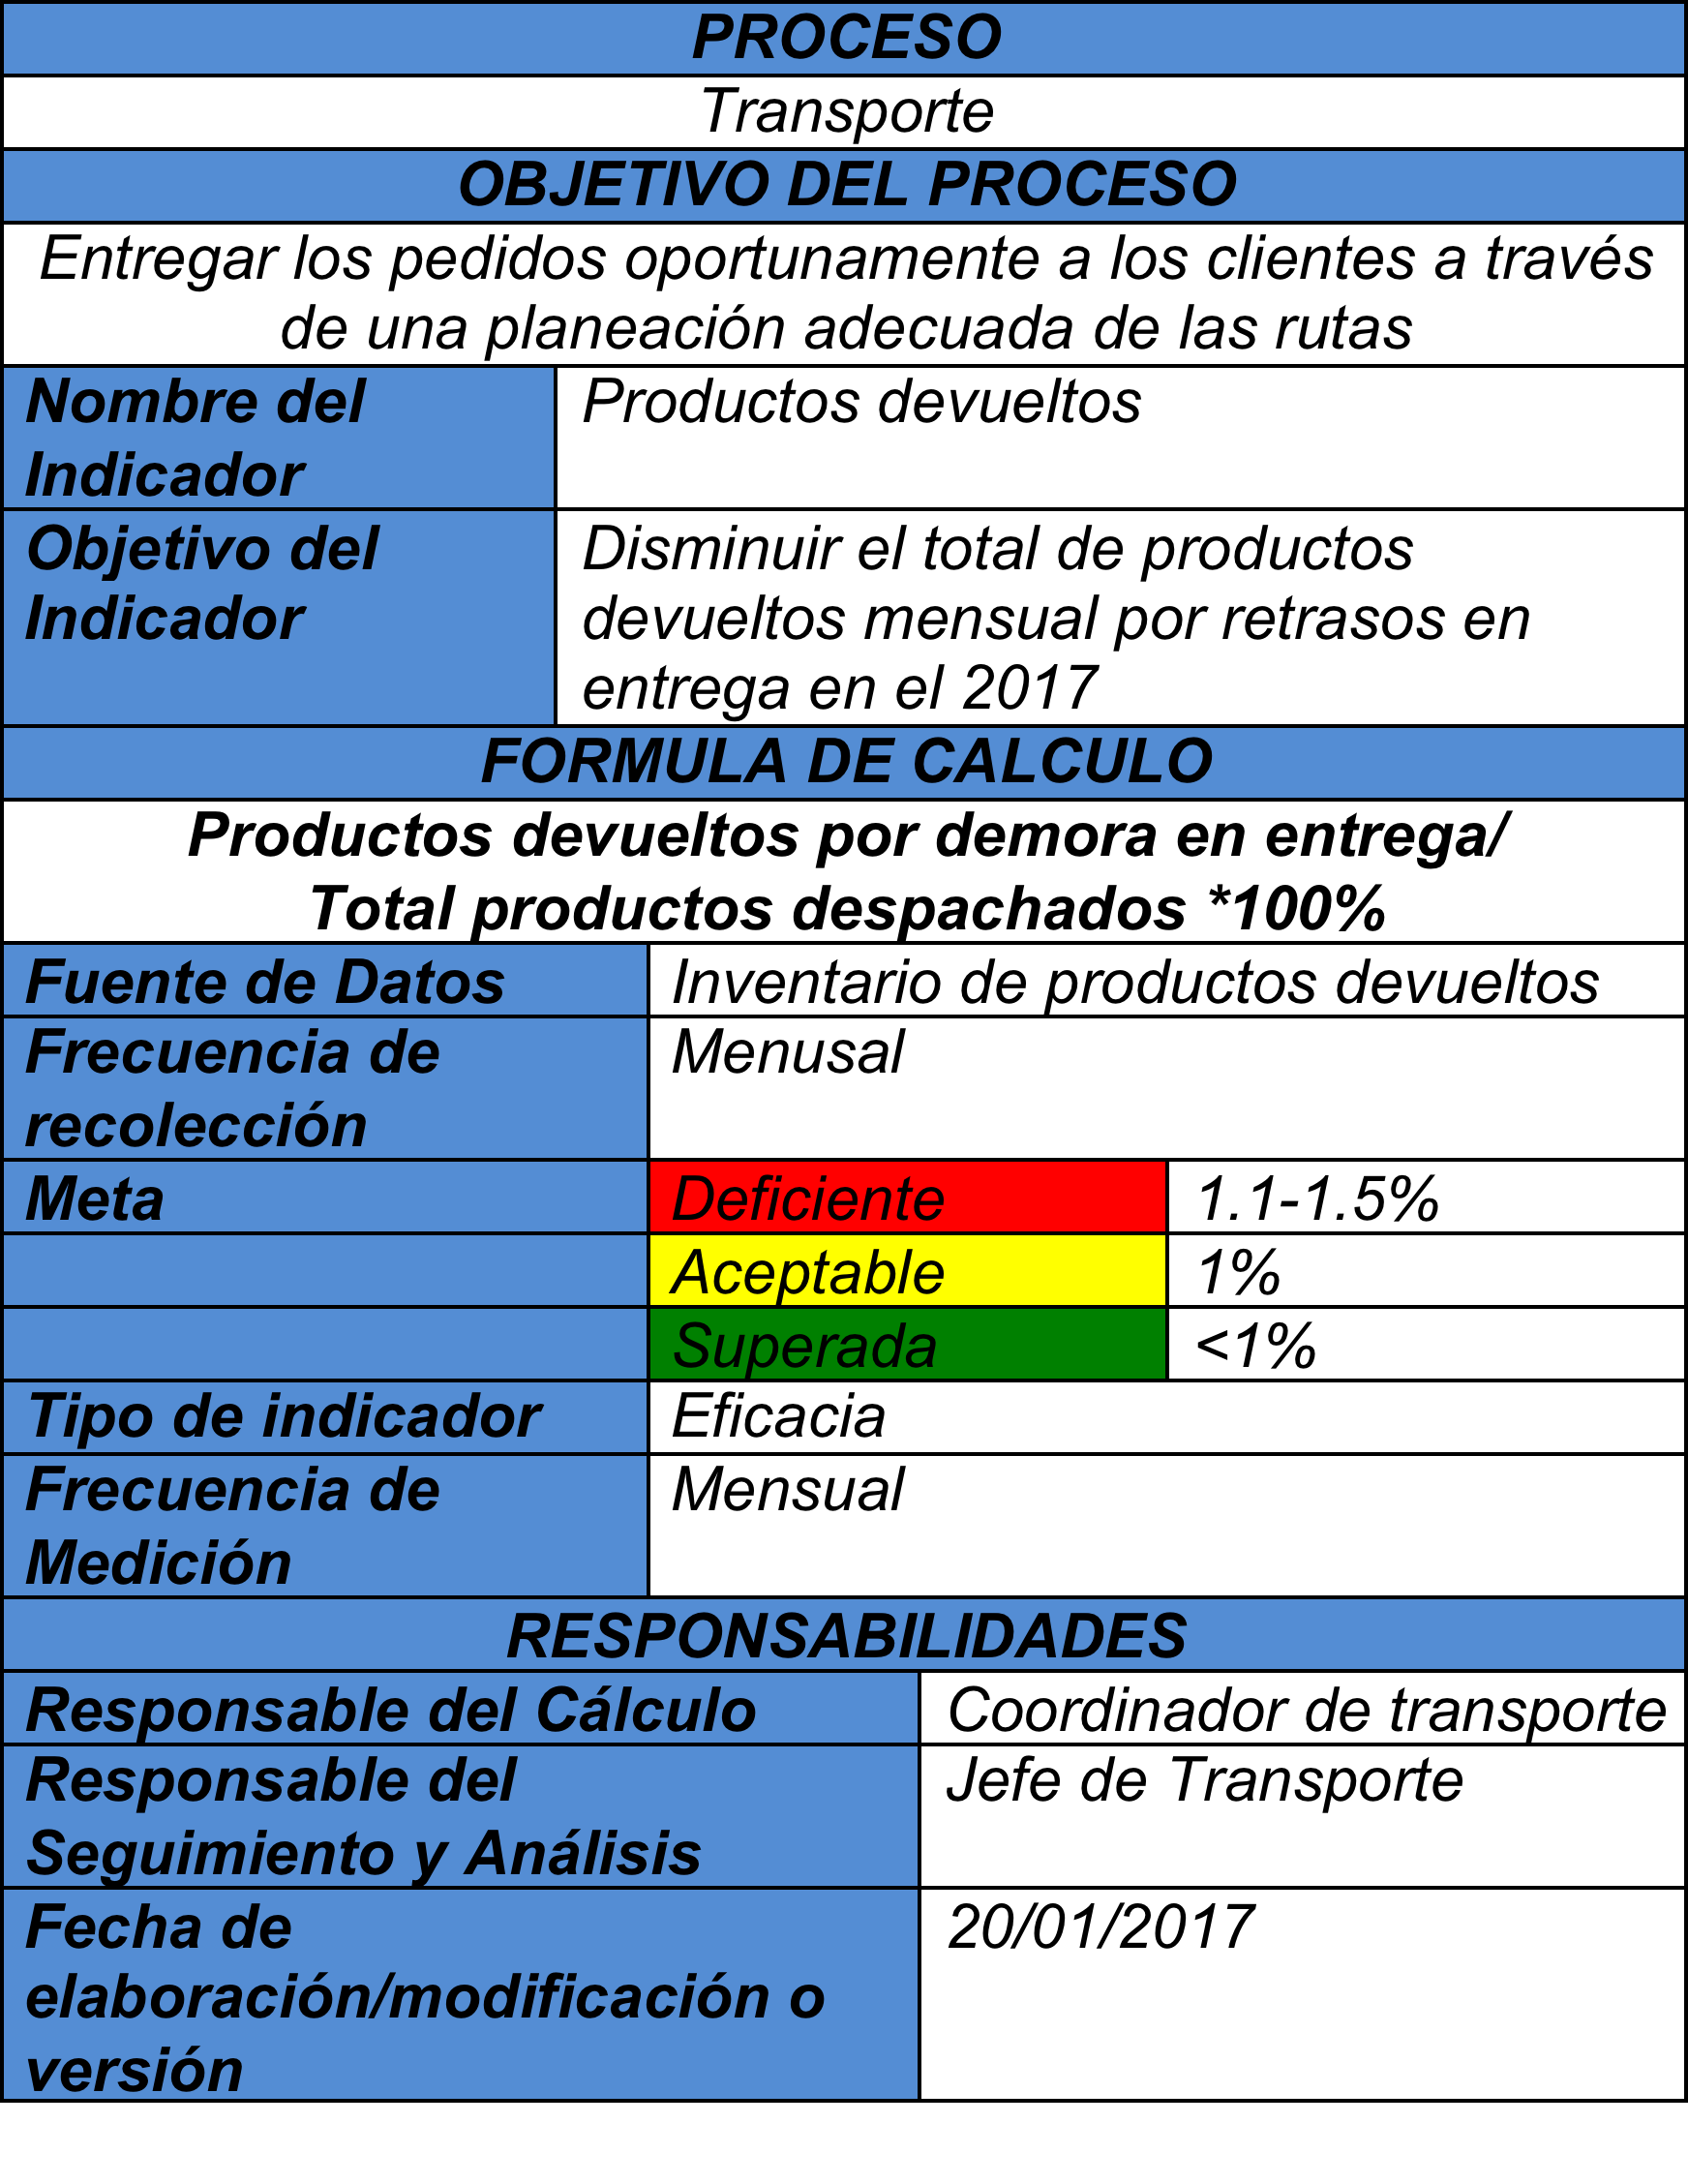 PROCESO
Transporte
OBJETIVO DEL PROCESO
Entregar los pedidos oportunamente a los clientes a través
de una planeación adecuada de las rutas
Nombre del
Indicador
Productos devueltos
Objetivo del
Indicador
Disminuir el total de productos
devueltos mensual por retrasos en
entrega en el 2017
FORMULA DE CALCULO
Productos devueltos por demora en entrega/
Total productos despachados *100%
Fuente de Datos
Inventario de productos devueltos
Frecuencia de
recolección
Menusal
Meta
Deficiente
1.1-1.5%
Aceptable
1%
Superada
<1%
Tipo de indicador
Eficacia
Frecuencia de
Medición
Mensual
RESPONSABILIDADES
Responsable del Cálculo
Coordinador de transporte
Responsable del
Seguimiento y Análisis
Jefe de Transporte
Fecha de
elaboración/modificación o
versión
20/01/2017